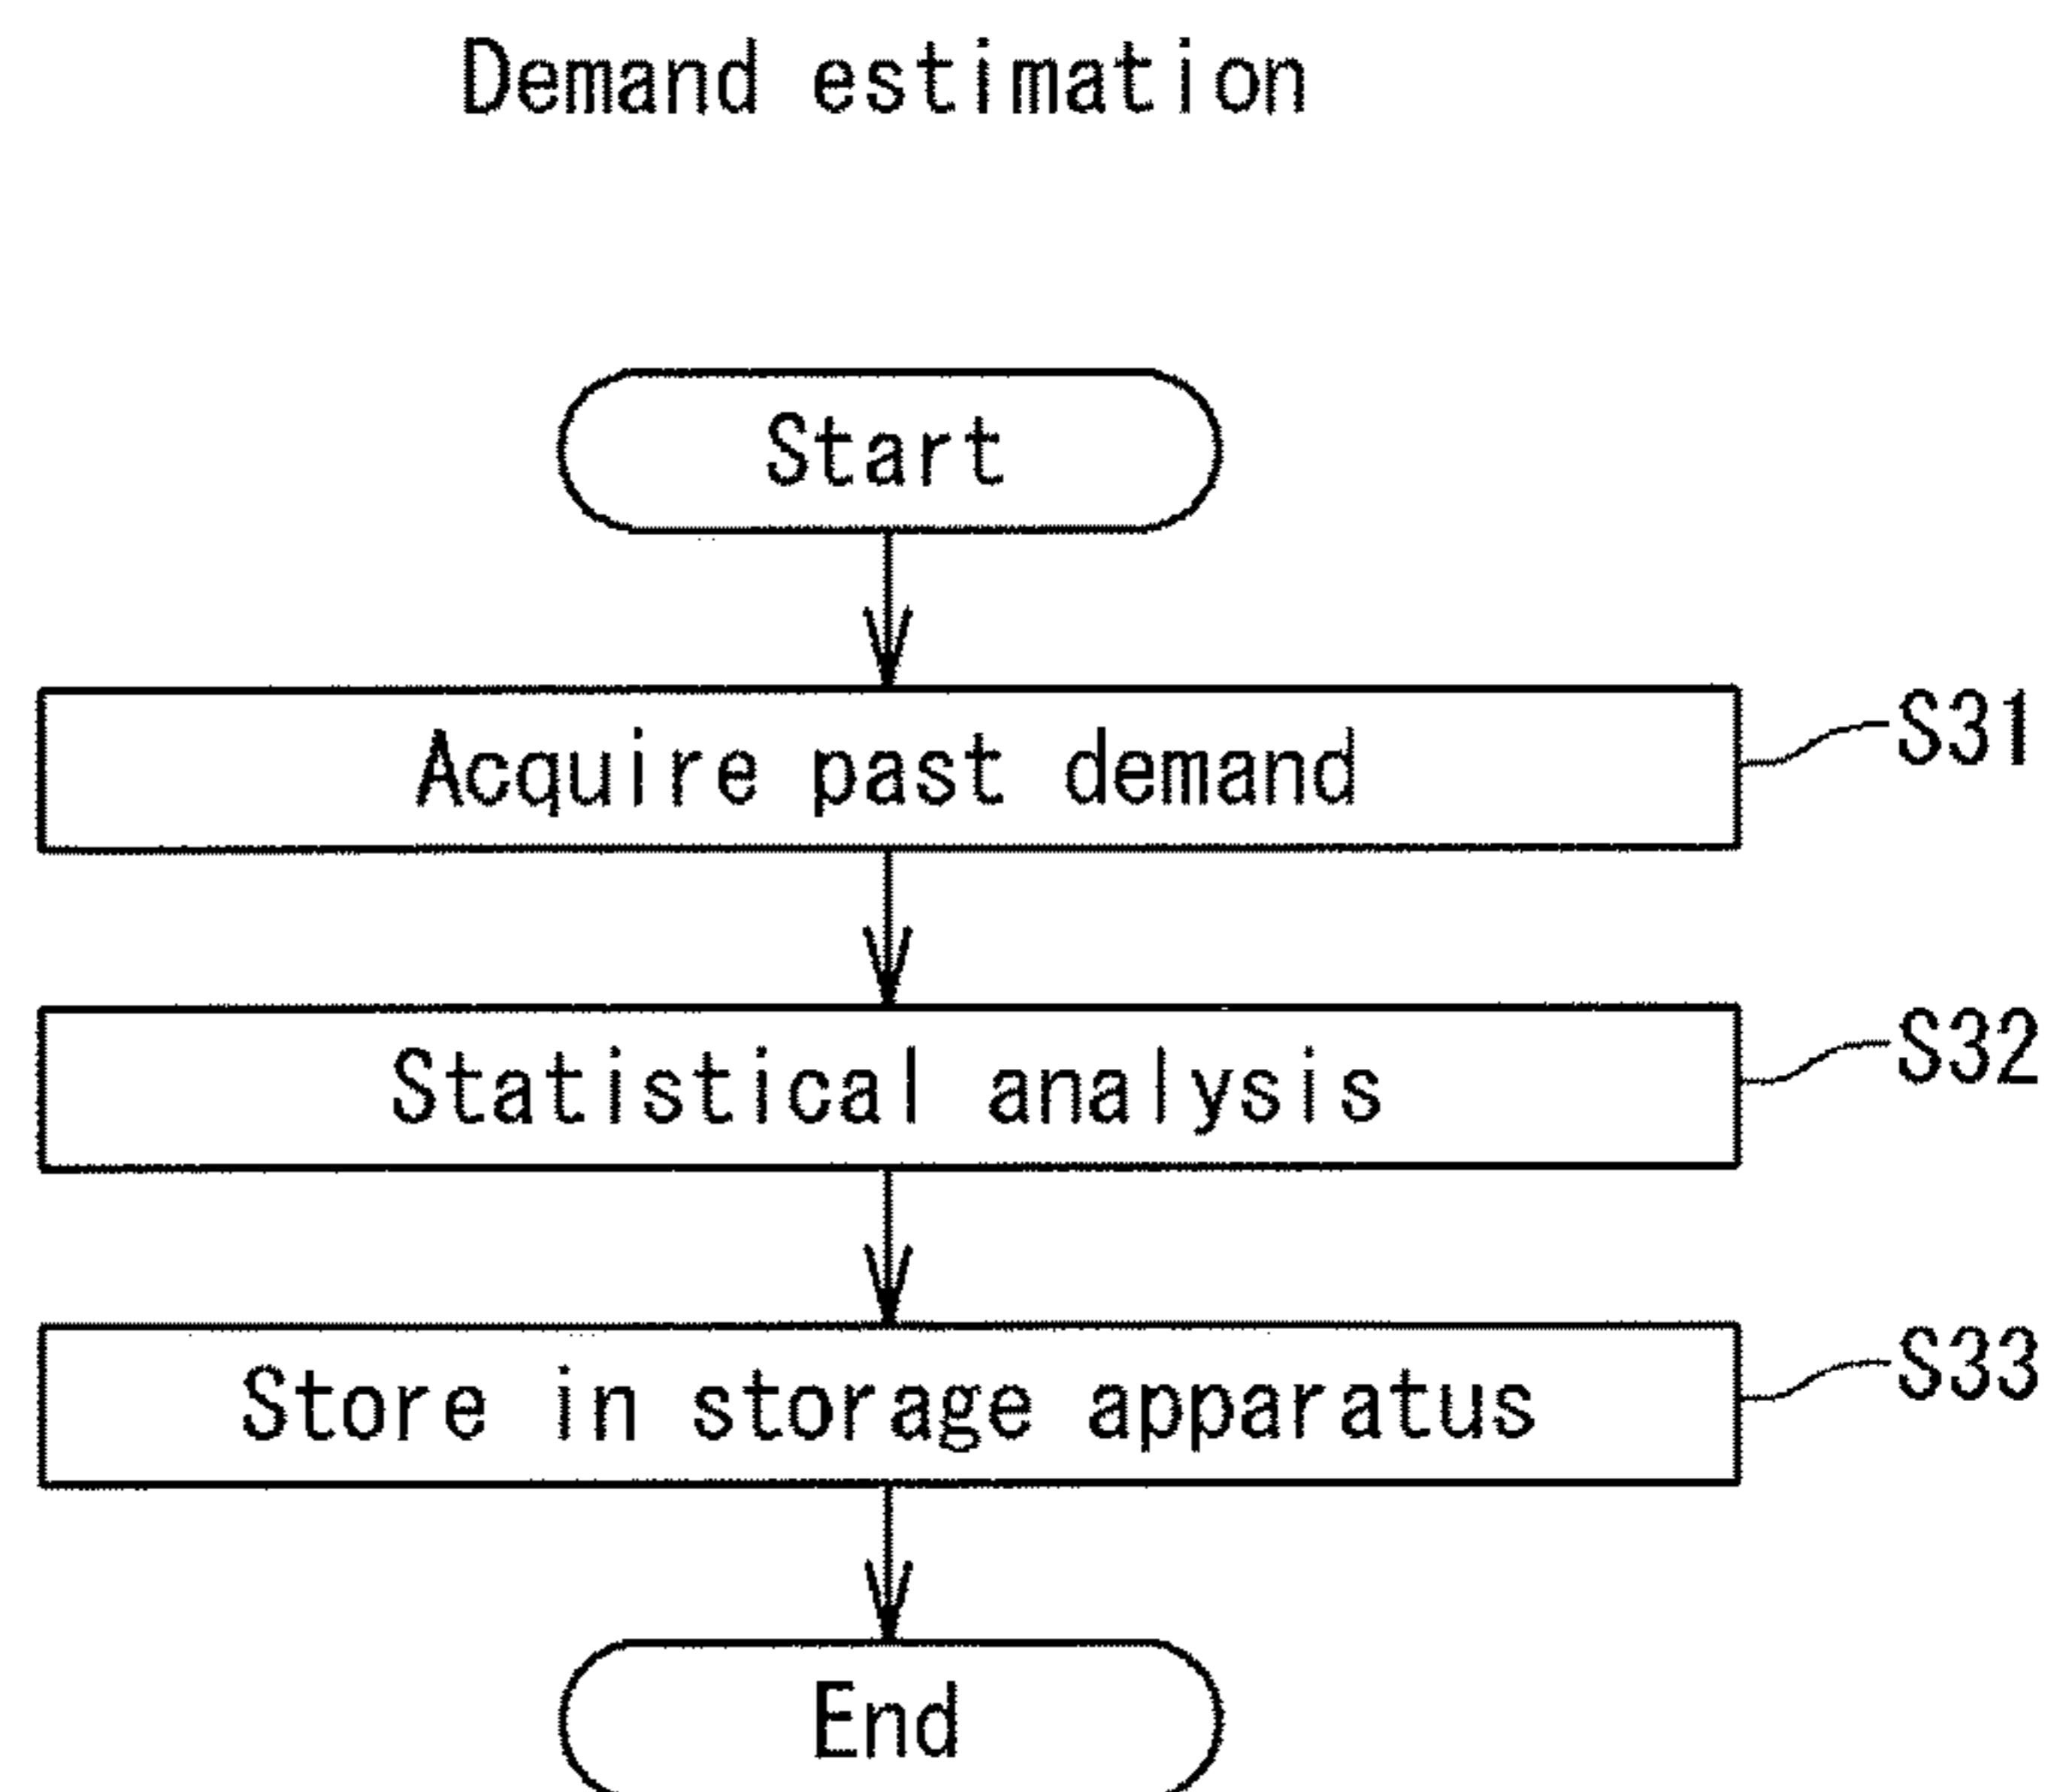 Demand estimation
Start
Acquire past demand
S31
Statistical analysis
S32
Store in storage apparatus
S33
End